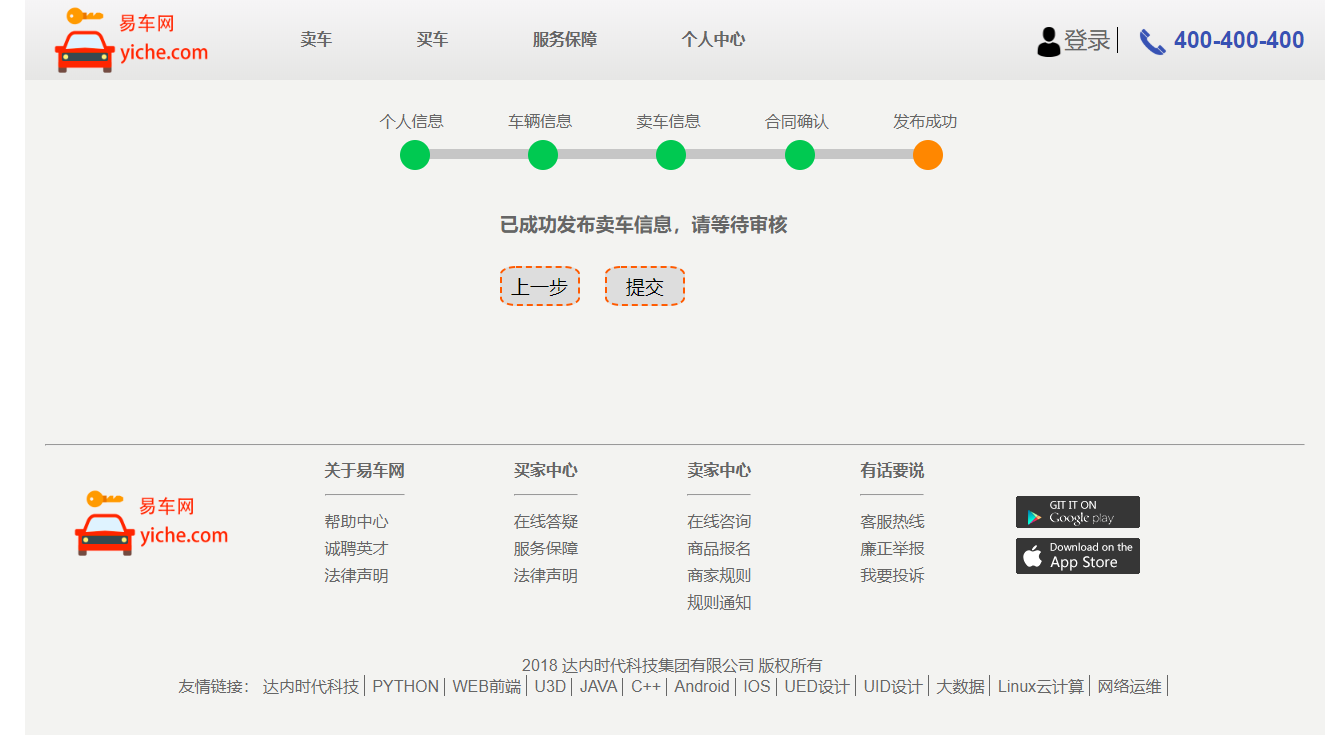 易车网
yiche.com
卖车 买车 服务保障 个人中心 登录 400-400-400
个人信息 车辆信息 卖车信息 合同确认 发布成功
已成功发布卖车信息，请等待审核
上一步 提交
易车网
yiche.com
关于易车网
帮助中心
诚聘英才
法律声明
买家中心
在线答疑
服务保障
法律声明
卖家中心
在线咨询
商品报名
商家规则
规则通知
有话要说
客服热线
廉正举报
我要投诉
GIT IT ON
Google play
Download on the
App Store
2018 达内时代科技集团有限公司 版权所有
友情链接： 达内时代科技| PYTHON| WEB前端| U3D| JAVA| C++| Android| IOS| UED设计| UID设计| 大数据| Linux云计算| 网络运维|